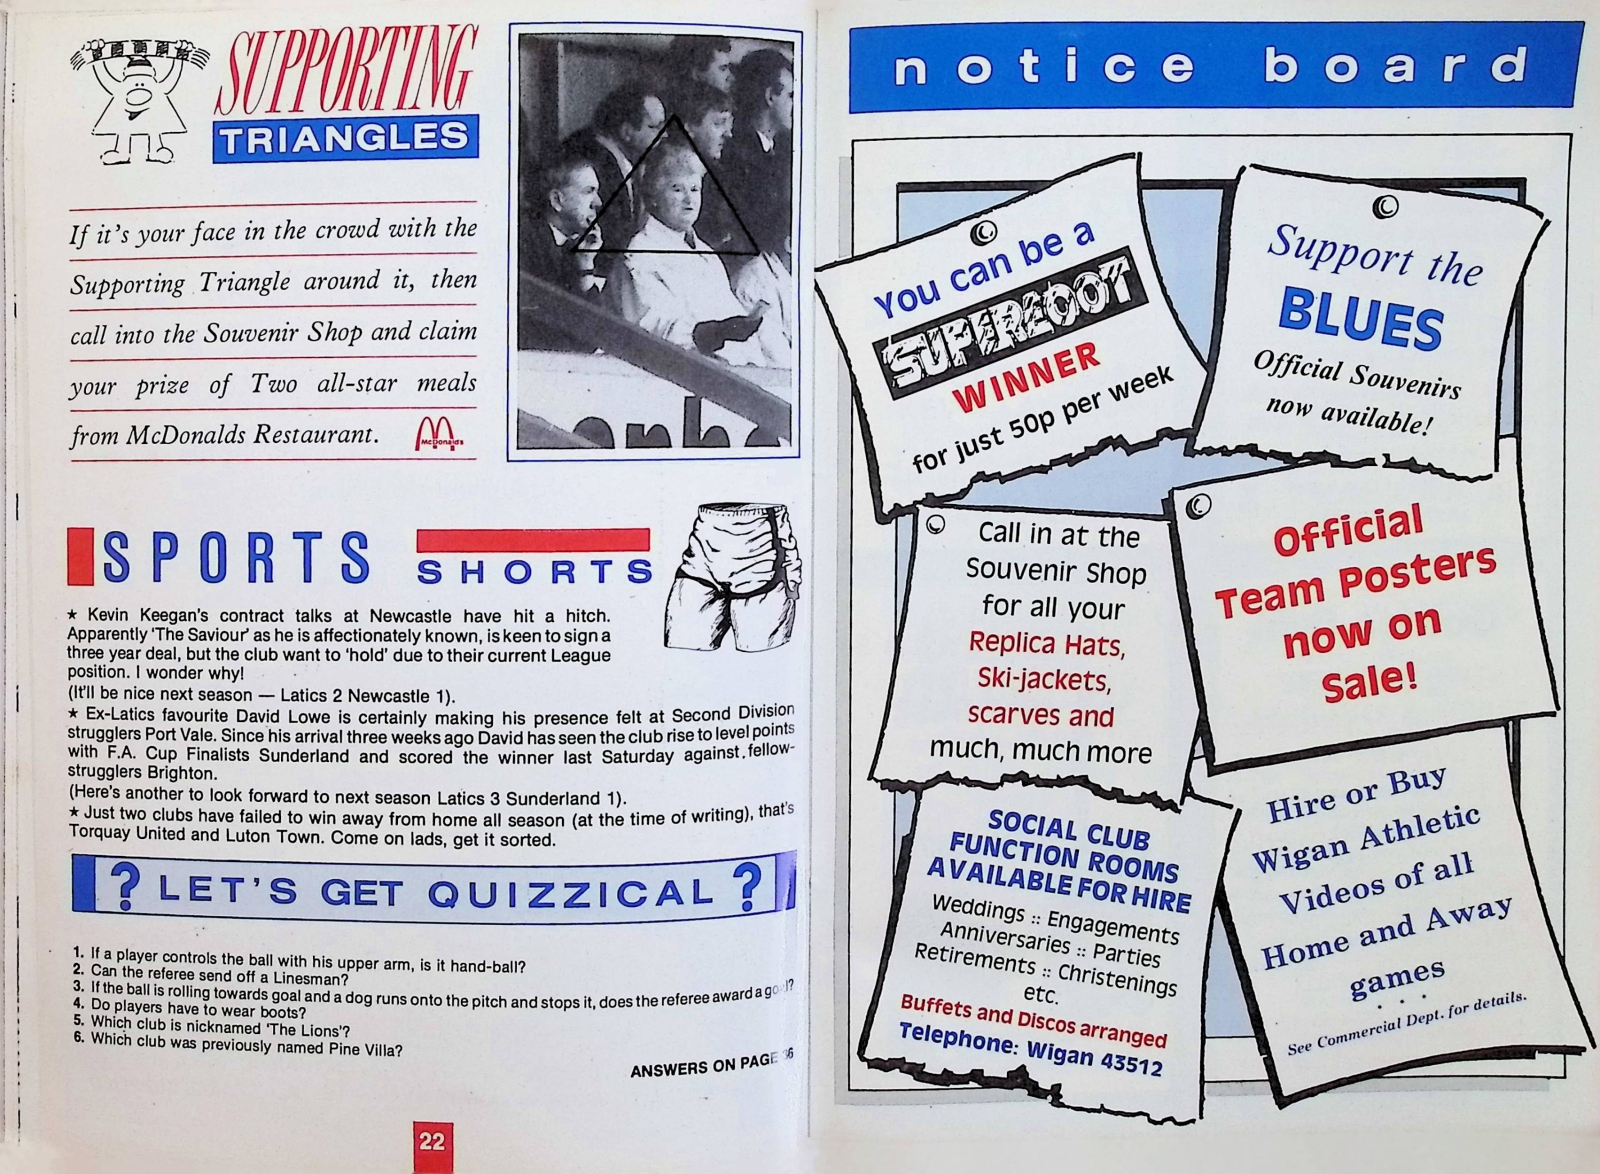 SUPPORTING
TRIANGLES
If it's your face in the crowd with the
Supporting Triangle around it, then
call into the Souvenir Shop and claim
your prize of Two all-star meals
from McDonalds Restaurant.
McDonald's
SPORTS
SHORTS
★ Kevin Keegan's contract talks at Newcastle have hit a hitch.
Apparently 'The Saviour' as he is affectionately known, is keen to sign a
three year deal, but the club want to 'hold' due to their current League
position. I wonder why!
(It'll be nice next season — Latics 2 Newcastle 1).
★ Ex-Latics favourite David Lowe is certainly making his presence felt at Second Division
strugglers Port Vale. Since his arrival three weeks ago David has seen the club rise to level points
with F.A. Cup Finalists Sunderland and scored the winner last Saturday against fellow-
strugglers Brighton.
(Here's another to look forward to next season Latics 3 Sunderland 1).
★ Just two clubs have failed to win away from home all season (at the time of writing), that's
Torquay United and Luton Town. Come on lads, get it sorted.
? LET'S GET QUIZZICAL ?
1. If a player controls the ball with his upper arm, is it hand-ball?
2. Can the referee send off a Linesman?
3. If the ball is rolling towards goal and a dog runs onto the pitch and stops it, does the referee award a goal?
4. Do players have to wear boots?
5. Which club is nicknamed 'The Lions'?
6. Which club was previously named Pine Villa?
ANSWERS ON PAGE 36
22
notice board
You can be a
SUPERLOOT
WINNER
for just 50p per week
Support the
BLUES
Official Souvenirs
now available!
Call in at the
Souvenir Shop
for all your
Replica Hats,
Ski-jackets,
scarves and
much, much more
Official
Team Posters
now on
Sale!
SOCIAL CLUB
FUNCTION ROOMS
AVAILABLE FOR HIRE
Weddings :: Engagements
Anniversaries :: Parties
Retirements :: Christenings
etc.
Buffets and Discos arranged
Telephone: Wigan 43512
Hire or Buy
Wigan Athletic
Videos of all
Home and Away
games
. . .
See Commercial Dept. for details.